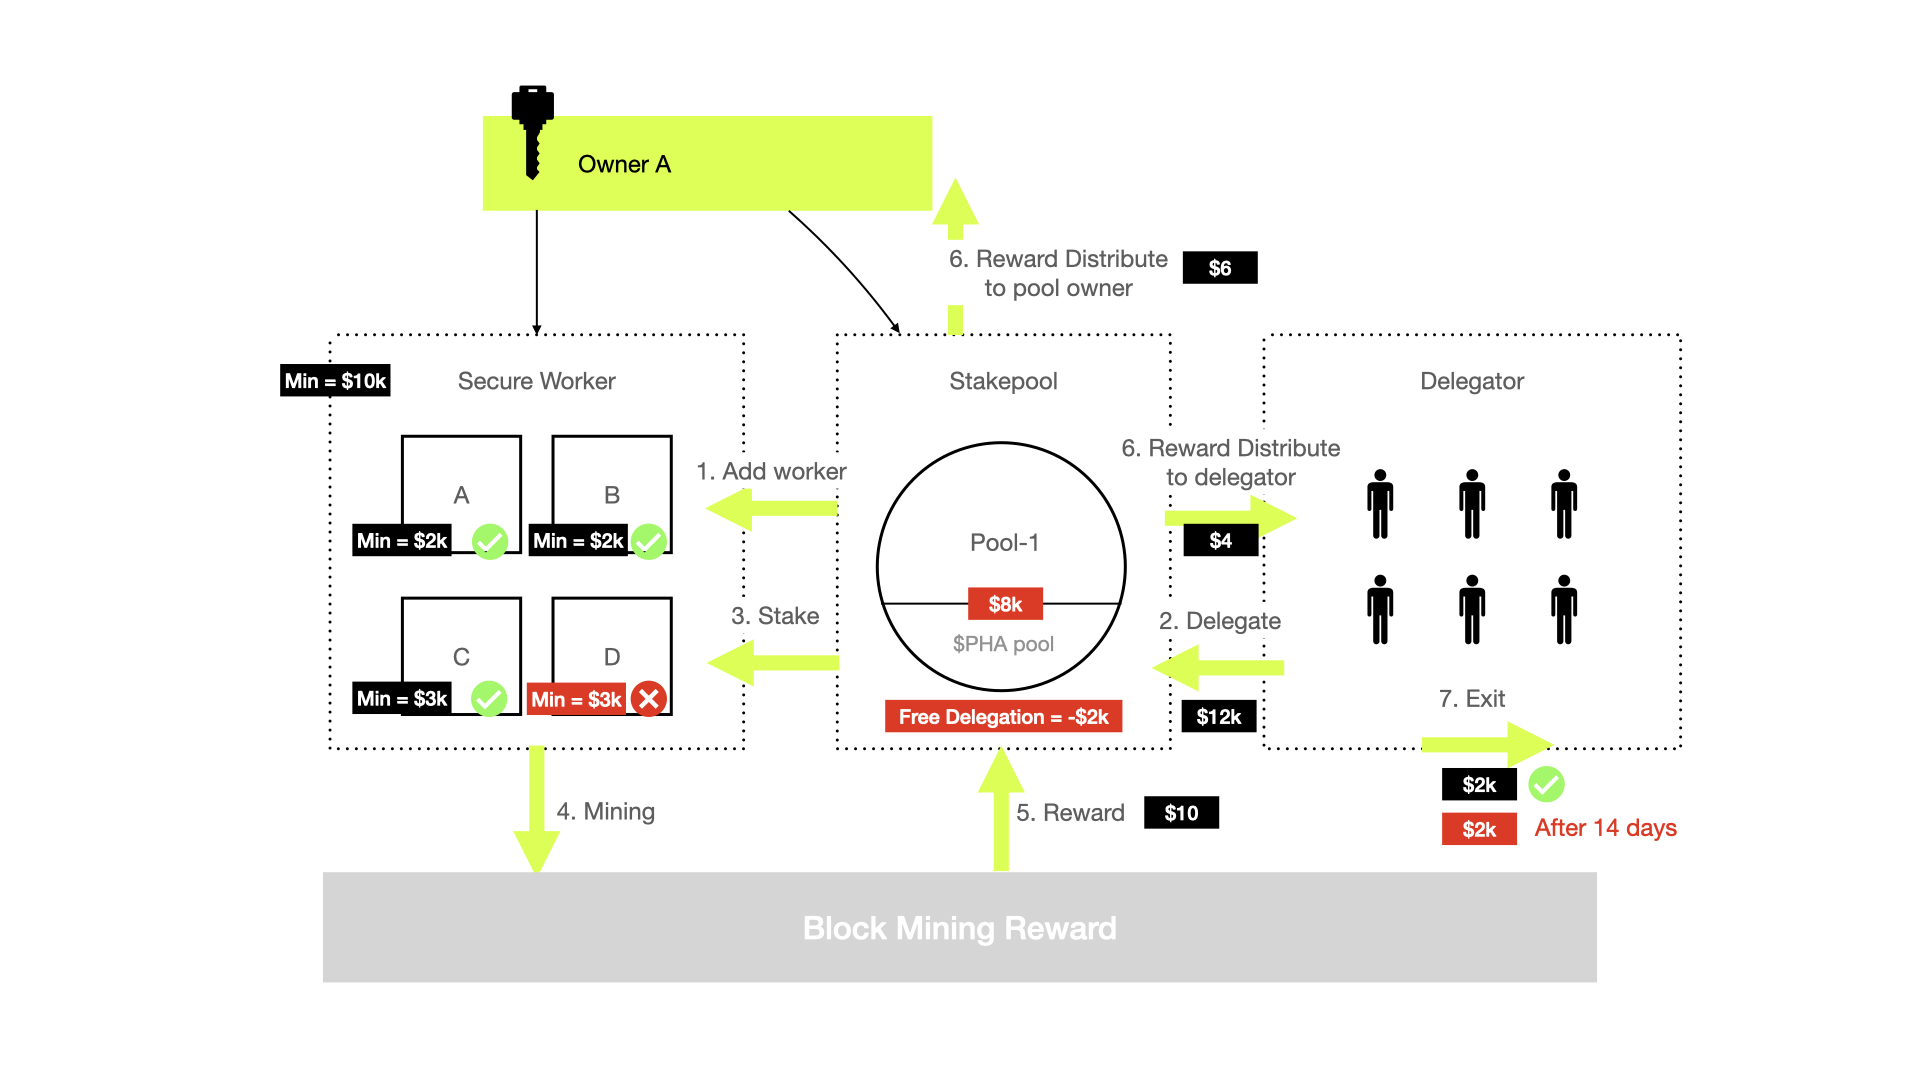 Owner A
6. Reward Distribute
to pool owner
$6
Min = $10k
Secure Worker
Stakepool
Delegator
A
B
Min = $2k
Min = $2k
1. Add worker
Pool-1
6. Reward Distribute
to delegator
$4
$8k
3. Stake
$PHA pool
2. Delegate
C
D
Min = $3k
Min = $3k
Free Delegation = -$2k
$12k
7. Exit
$2k
$2k
After 14 days
4. Mining
5. Reward
$10
Block Mining Reward